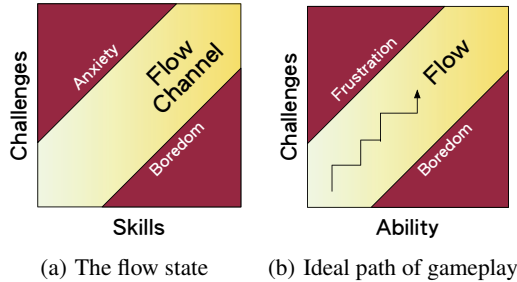 Challenges
Anxiety
Flow
Channel
Boredom
Skills
(a) The flow state
Challenges
Frustration
Flow
Boredom
Ability
(b) Ideal path of gameplay